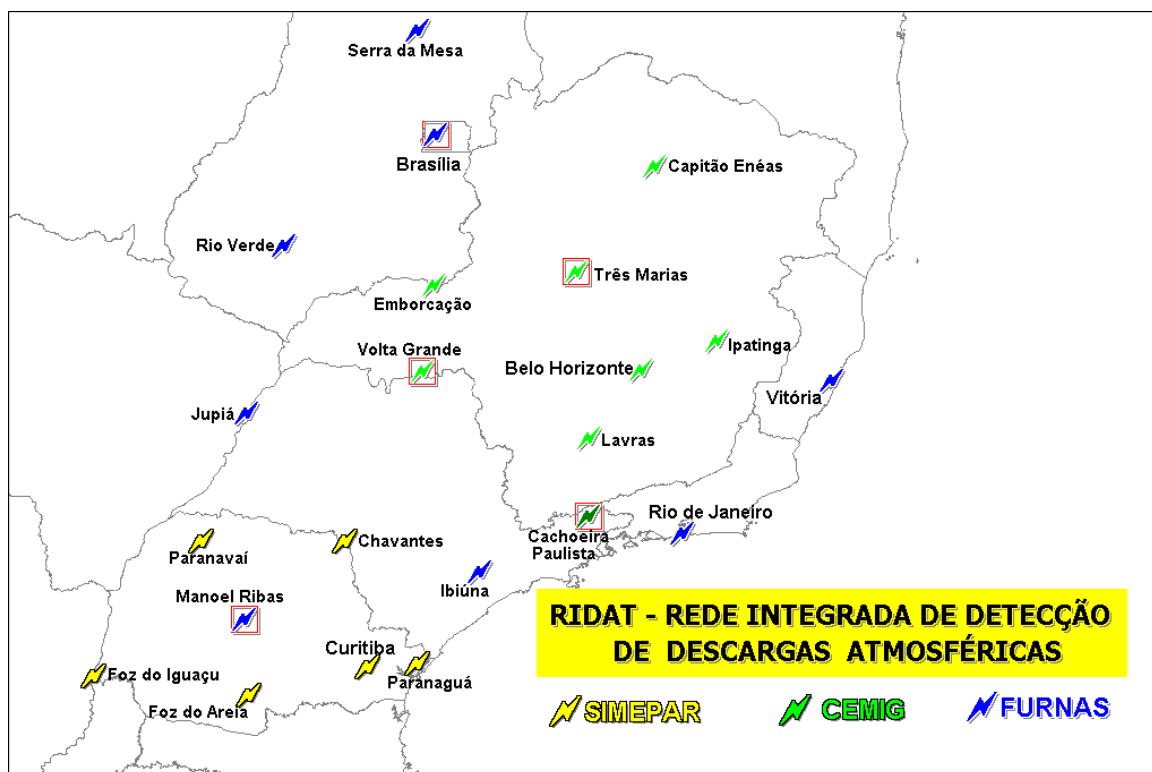 Serra da Mesa
Brasília
Capitão Enéas
Rio Verde
Três Marias
Emborcação
Volta Grande
Ipatinga
Belo Horizonte
Vitória
Jupiá
Lavras
Rio de Janeiro
Cachoeira
Paulista
Chavantes
Paranavaí
Ibiúna
Manoel Ribas
Curitiba
Foz do Iguaçu
Paranaguá
Foz do Areia
RIDAT - REDE INTEGRADA DE DETECÇÃO
DE DESCARGAS ATMOSFÉRICAS
SIMEPAR
CEMIG
FURNAS